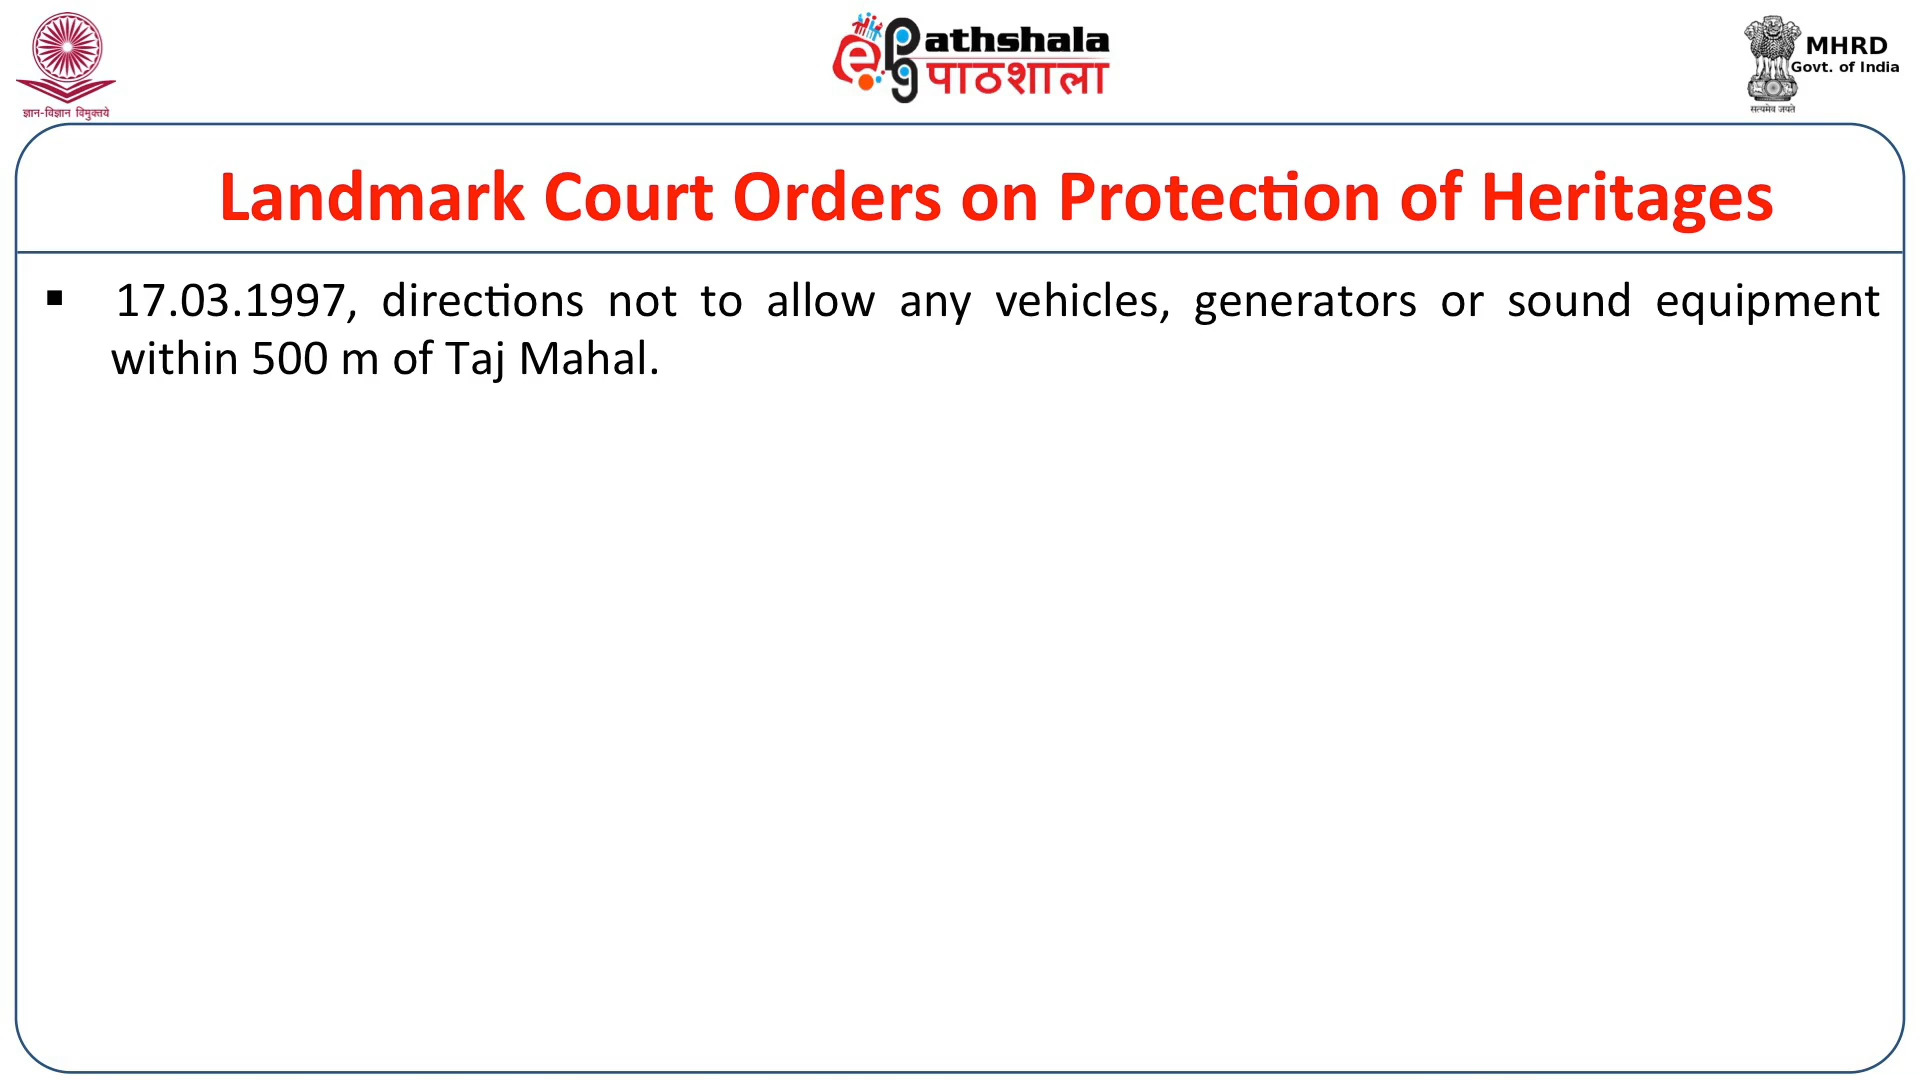 ज्ञान-विज्ञान विमुक्तये
ePathshala
पाठशाला
MHRD
Govt. of India
सत्यमेव जयते
Landmark Court Orders on Protection of Heritages
▪ 17.03.1997, directions not to allow any vehicles, generators or sound equipment
within 500 m of Taj Mahal.